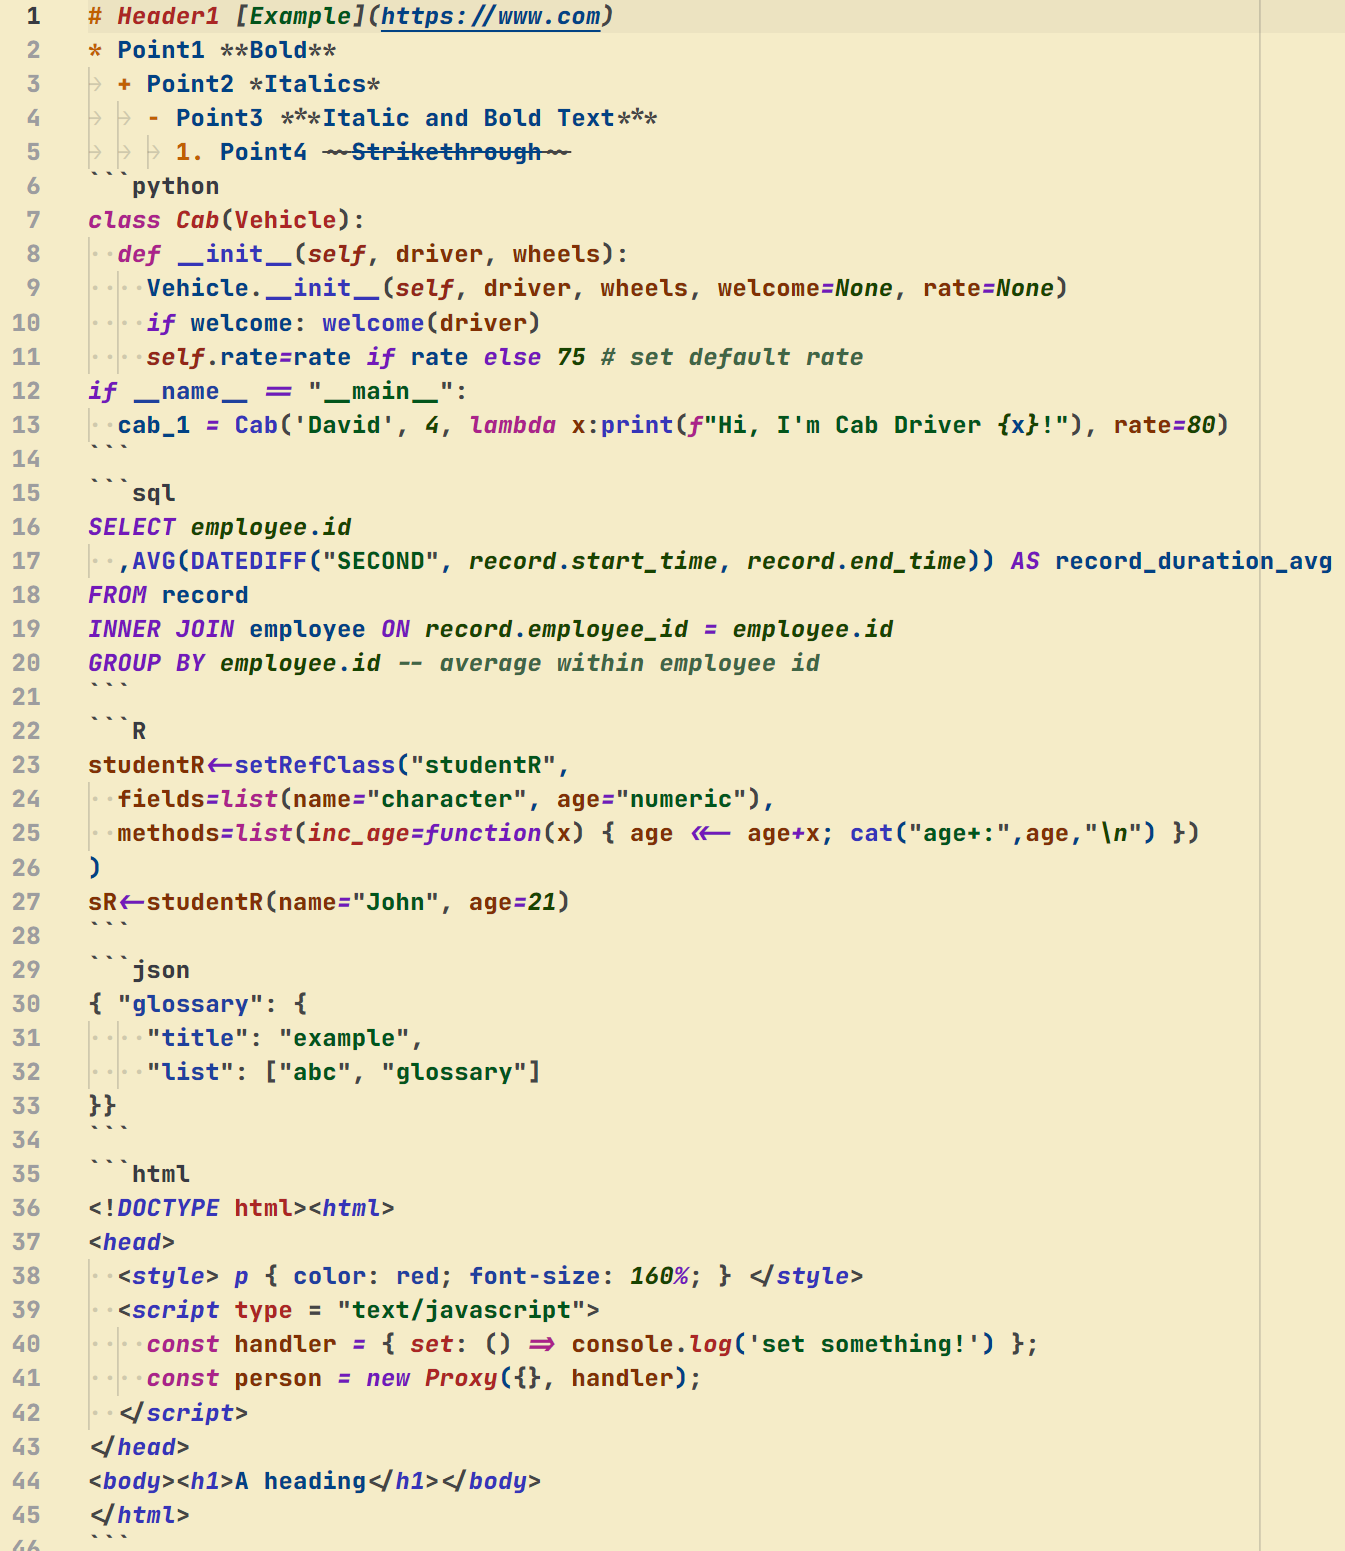 1 # Header1 [Example](https://www.com)
2 * Point1 **Bold**
3 → + Point2 *Italics*
4 → → - Point3 ***Italic and Bold Text***
5 → → → 1. Point4 ~~Strikethrough~~
6 ```python
7 class Cab(Vehicle):
8 ··def __init__(self, driver, wheels):
9 ····Vehicle.__init__(self, driver, wheels, welcome=None, rate=None)
10 ····if welcome: welcome(driver)
11 ····self.rate=rate if rate else 75 # set default rate
12 if __name__ == "__main__":
13 ··cab_1 = Cab('David', 4, lambda x:print(f"Hi, I'm Cab Driver {x}!"), rate=80)
14 ```
15 ```sql
16 SELECT employee.id
17 ··,AVG(DATEDIFF("SECOND", record.start_time, record.end_time)) AS record_duration_avg
18 FROM record
19 INNER JOIN employee ON record.employee_id = employee.id
20 GROUP BY employee.id -- average within employee id
21 ```
22 ```R
23 studentR<-setRefClass("studentR",
24 ··fields=list(name="character", age="numeric"),
25 ··methods=list(inc_age=function(x) { age <<- age+x; cat("age+:",age,"\n") })
26 )
27 sR<-studentR(name="John", age=21)
28 ```
29 ```json
30 { "glossary": {
31 ····"title": "example",
32 ····"list": ["abc", "glossary"]
33 }}
34 ```
35 ```html
36 <!DOCTYPE html><html>
37 <head>
38 ··<style> p { color: red; font-size: 160%; } </style>
39 ··<script type = "text/javascript">
40 ····const handler = { set: () => console.log('set something!') };
41 ····const person = new Proxy({}, handler);
42 ··</script>
43 </head>
44 <body><h1>A heading</h1></body>
45 </html>
46 ```